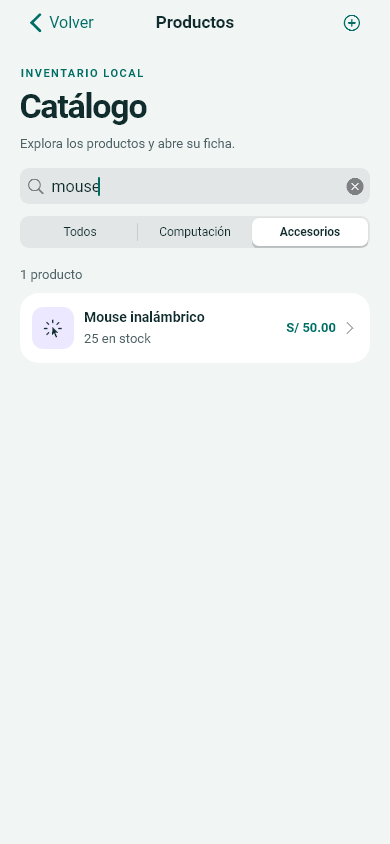 Volver
Productos
INVENTARIO LOCAL
Catálogo
Explora los productos y abre su ficha.
mouse
Todos
Computación
Accesorios
1 producto
Mouse inalámbrico
25 en stock
S/ 50.00